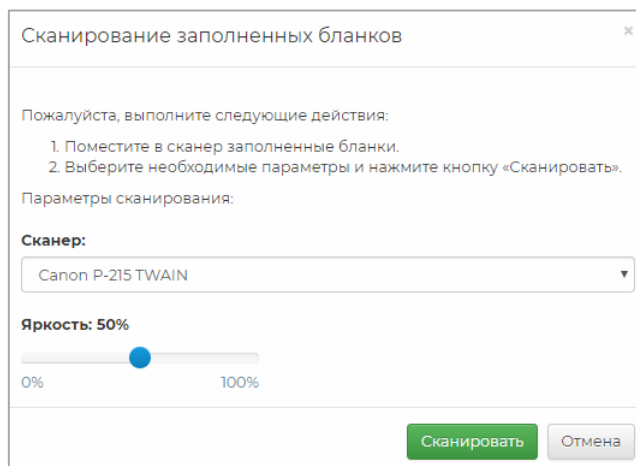 Сканирование заполненных бланков
×
Пожалуйста, выполните следующие действия:
1. Поместите в сканер заполненные бланки.
2. Выберите необходимые параметры и нажмите кнопку «Сканировать».
Параметры сканирования:
Сканер:
Canon P-215 TWAIN
Яркость: 50%
0% 100%
Сканировать Отмена